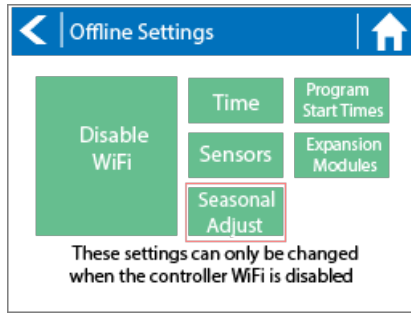 Offline Settings
Disable
WiFi
Time
Program
Start Times
Sensors
Expansion
Modules
Seasonal
Adjust
These settings can only be changed
when the controller WiFi is disabled